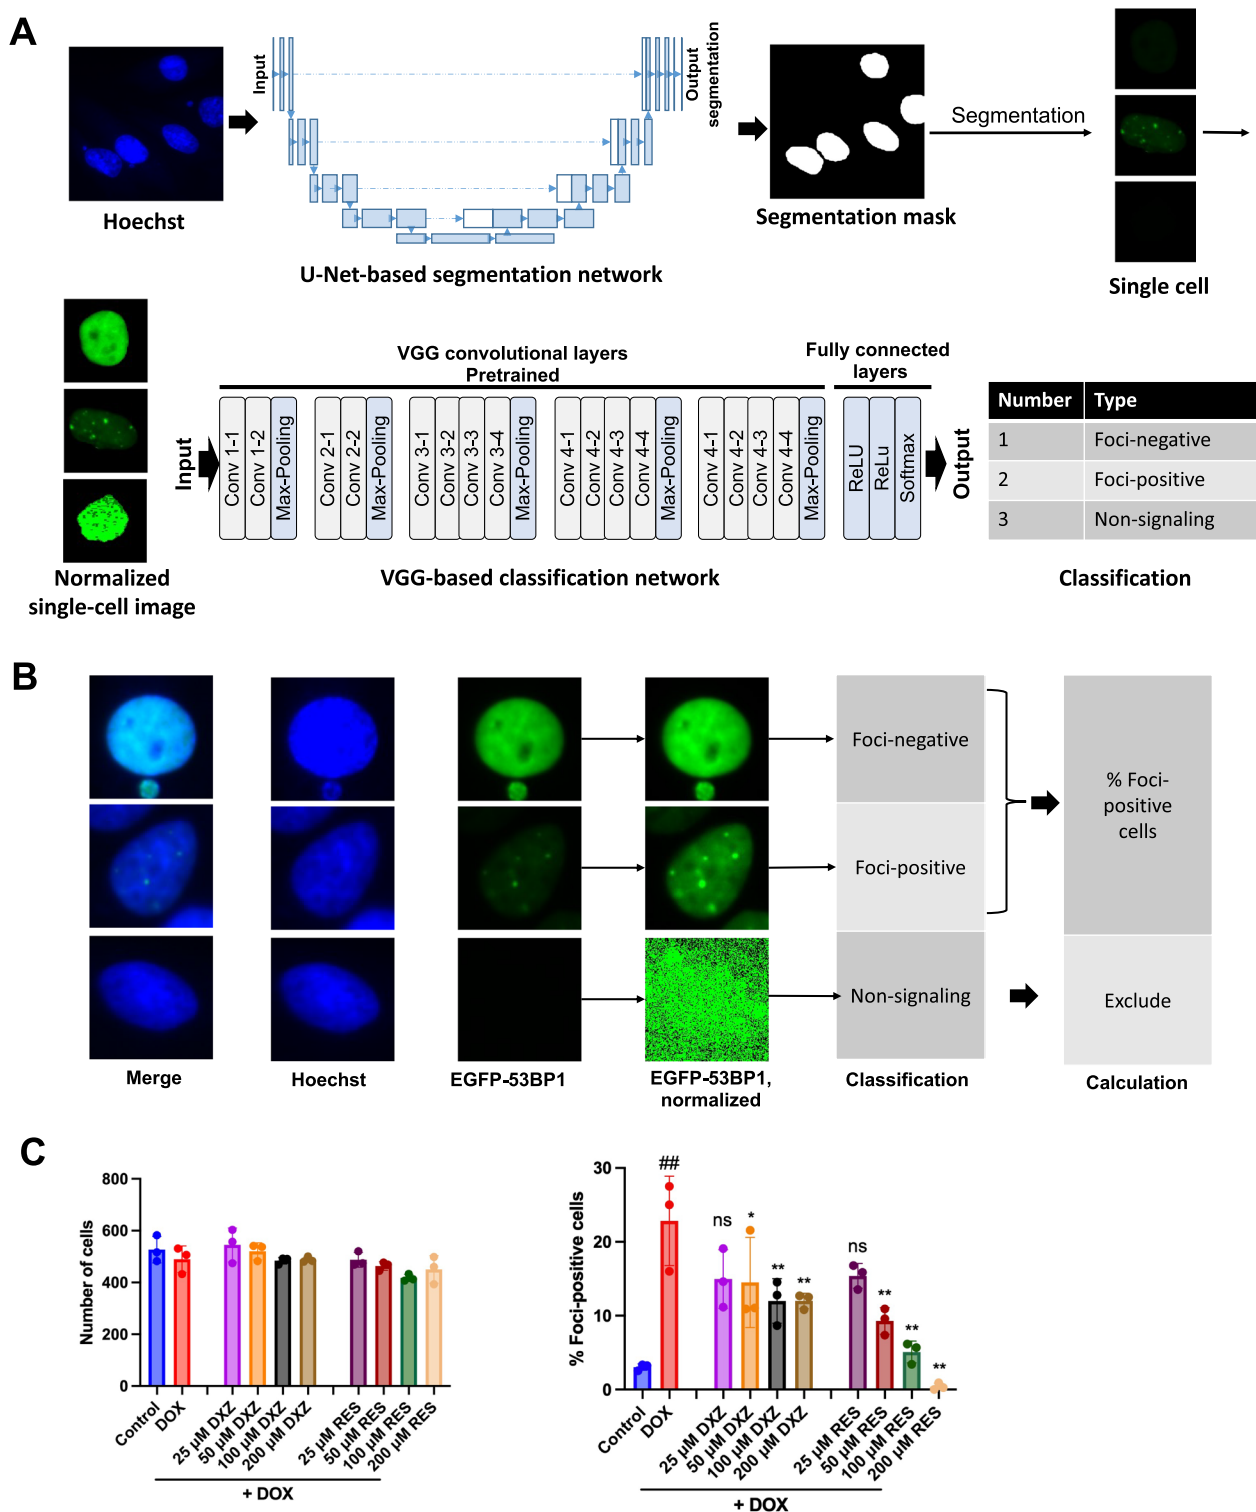 A
Hoechst
Input
Output
segmentation
U-Net-based segmentation network
Segmentation mask
Segmentation
Single cell
Normalized
single-cell image
Input
VGG convolutional layers
Pretrained
Fully connected
layers
Conv 1-1
Conv 1-2
Max-Pooling
Conv 2-1
Conv 2-2
Max-Pooling
Conv 3-1
Conv 3-2
Conv 3-3
Conv 3-4
Max-Pooling
Conv 4-1
Conv 4-2
Conv 4-3
Conv 4-4
Max-Pooling
Conv 4-1
Conv 4-2
Conv 4-3
Conv 4-4
Max-Pooling
ReLU
ReLu
Softmax
Output
VGG-based classification network
Number Type
1 Foci-negative
2 Foci-positive
3 Non-signaling
Classification
B
Foci-negative
Foci-positive
Non-signaling
% Foci-
positive
cells
Exclude
Merge
Hoechst
EGFP-53BP1
EGFP-53BP1,
normalized
Classification
Calculation
C
Number of cells
800
600
400
200
0
Control
DOX
25 µM DXZ
50 µM DXZ
100 µM DXZ
200 µM DXZ
25 µM RES
50 µM RES
100 µM RES
200 µM RES
+ DOX
% Foci-positive cells
30
20
10
0
##
ns
*
**
**
ns
**
**
**
Control
DOX
25 µM DXZ
50 µM DXZ
100 µM DXZ
200 µM DXZ
25 µM RES
50 µM RES
100 µM RES
200 µM RES
+ DOX